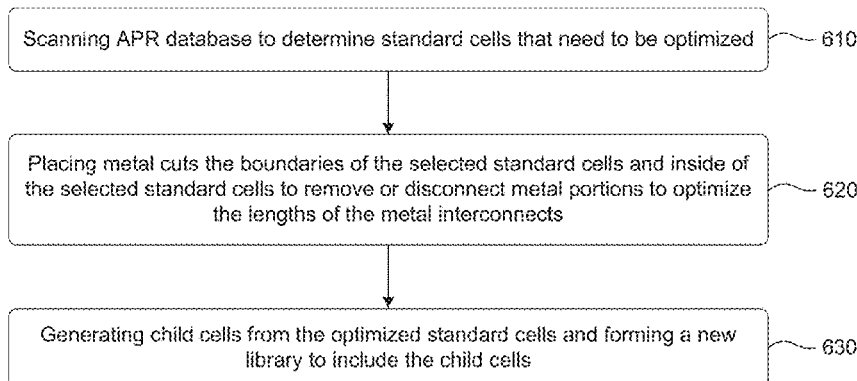 Scanning APR database to determine standard cells that need to be optimized
610
Placing metal cuts the boundaries of the selected standard cells and inside of
the selected standard cells to remove or disconnect metal portions to optimize
the lengths of the metal interconnects
620
Generating child cells from the optimized standard cells and forming a new
library to include the child cells
630